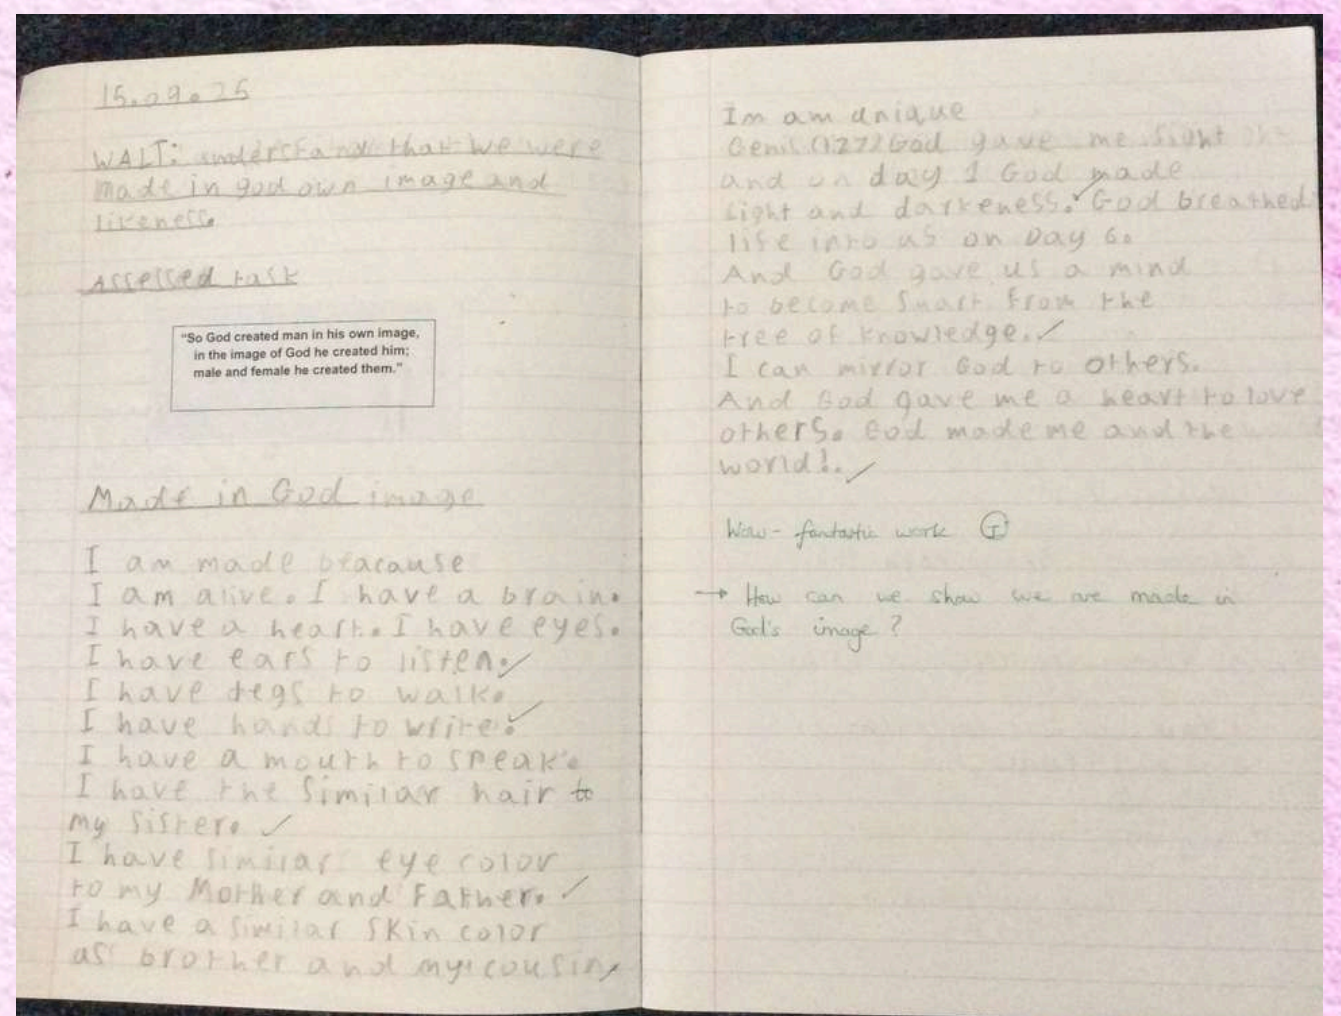 15.09.25
WALT: understand that we were
made in god own image and
likeness
Assessed task
"So God created man in his own image,
in the image of God he created him;
male and female he created them."
Made in God image
I am made beacause
I am alive. I have a brain.
I have a heart. I have eyes.
I have ears to listen.
I have legs to walk.
I have hands to write.
I have a mouth to speak.
I have the similar hair to
my sister.
I have similar eye color
to my Mother and Father.
I have a similar skin color
as brother and my cousin,
Im am unique
God gave me sight
and on day 1 God made
Light and darkeness. God breathed
life into us on Day 6.
And God gave us a mind
to become smart from the
tree of knowledge.
I can mirror God to others.
And God gave me a heart to love
others. God made me and the
world!.
Wow - fantastic work
→ How can we show we are made in
God's image?